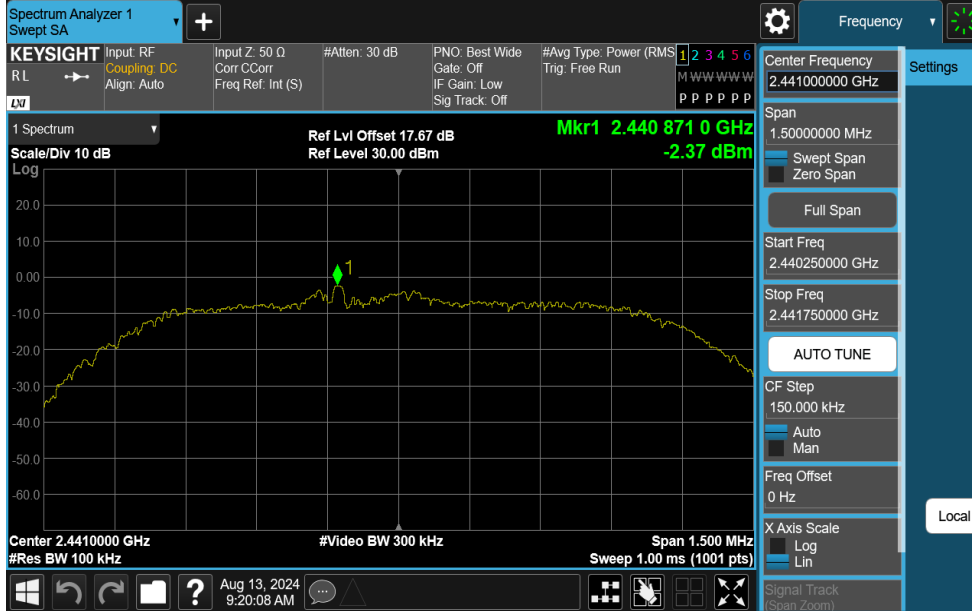 Spectrum Analyzer 1
Swept SA
Frequency
KEYSIGHT
RL
LXI
Input: RF
Coupling: DC
Align: Auto
Input Z: 50 Ω
Corr CCorr
Freq Ref: Int (S)
#Atten: 30 dB
PNO: Best Wide
Gate: Off
IF Gain: Low
Sig Track: Off
#Avg Type: Power (RMS
Trig: Free Run
1 2 3 4 5 6
M W W W W W
P P P P P P
1 Spectrum
Scale/Div 10 dB
Log
Ref Lvl Offset 17.67 dB
Ref Level 30.00 dBm
Mkr1 2.440 871 0 GHz
-2.37 dBm
20.0
10.0
0.00
-10.0
-20.0
-30.0
-40.0
-50.0
-60.0
1
Center 2.4410000 GHz
#Res BW 100 kHz
#Video BW 300 kHz
Span 1.500 MHz
Sweep 1.00 ms (1001 pts)
Aug 13, 2024
9:20:08 AM
Center Frequency
2.441000000 GHz
Span
1.50000000 MHz
Swept Span
Zero Span
Full Span
Start Freq
2.440250000 GHz
Stop Freq
2.441750000 GHz
AUTO TUNE
CF Step
150.000 kHz
Auto
Man
Freq Offset
0 Hz
X Axis Scale
Log
Lin
Signal Track
(Span Zoom)
Settings
Local